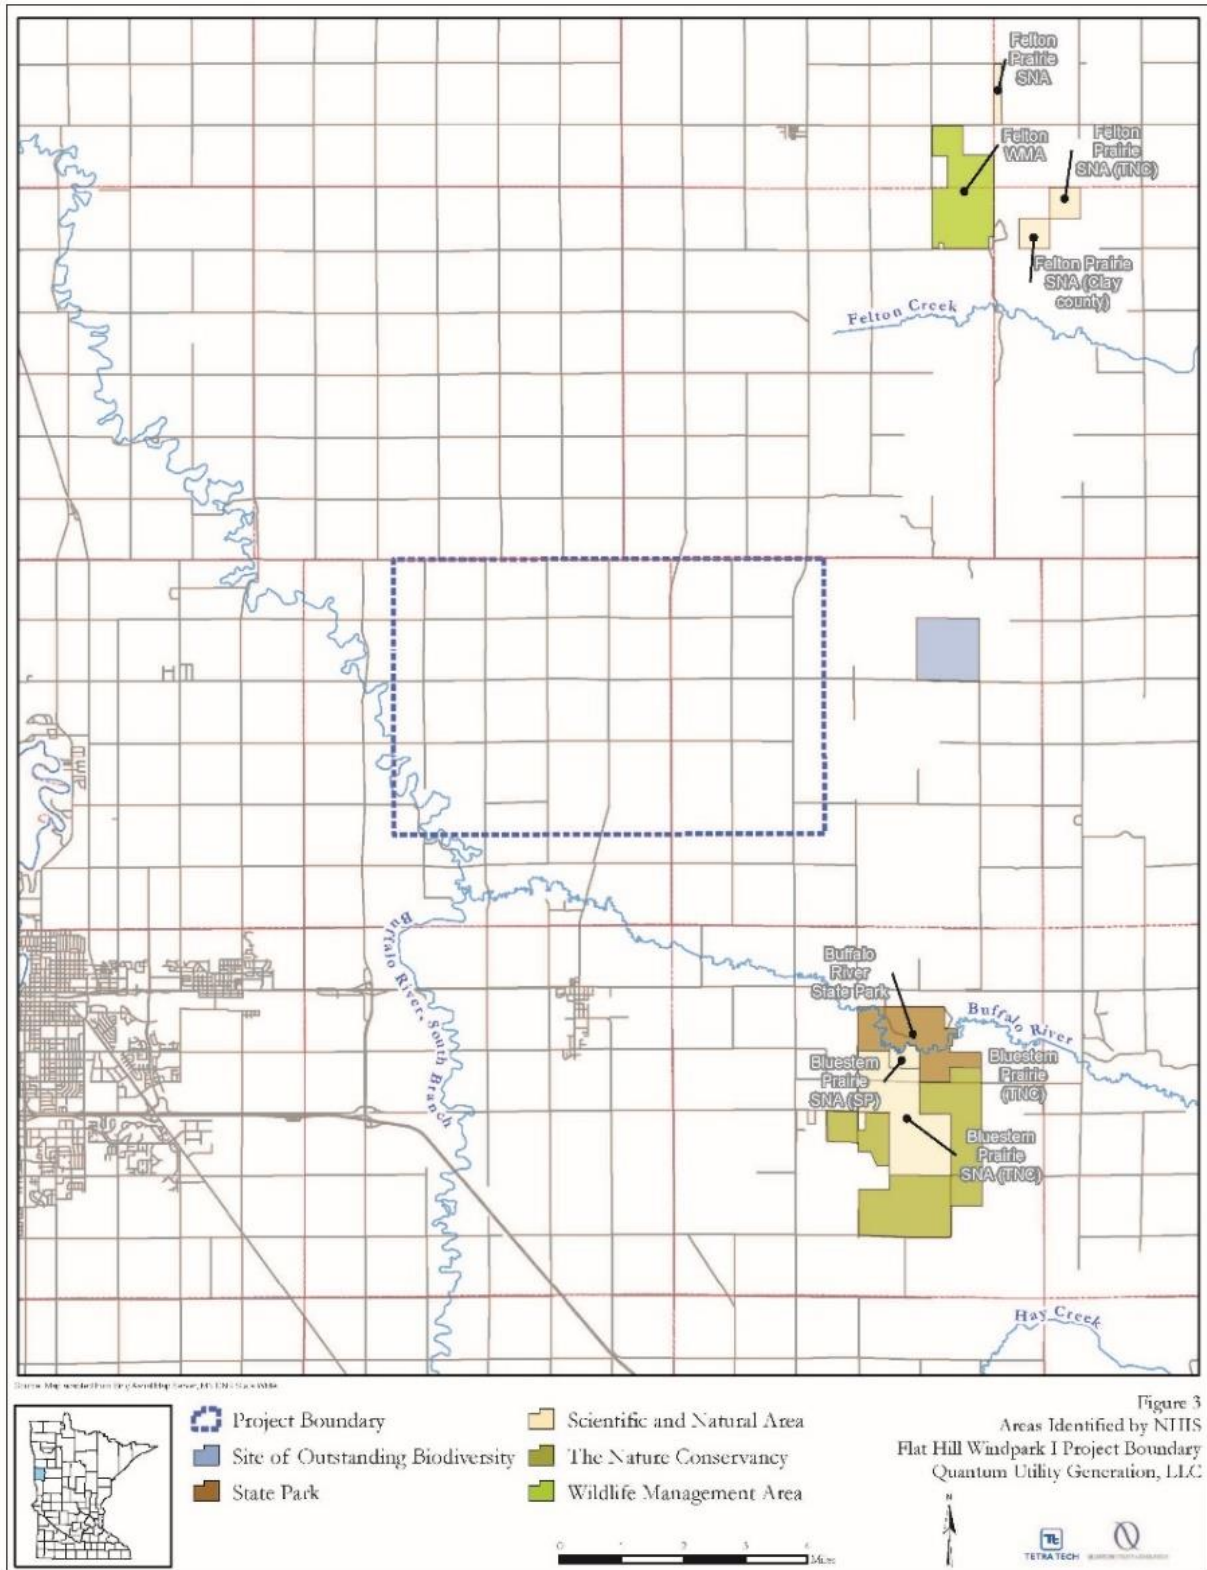 Felton
Prairie
SNA
Felton
WMA
Felton
Prairie
SNA (TNC)
Felton Prairie
SNA (Clay
county)
Felton Creek
Buffalo River, South Branch
Buffalo
River
State Park
Buffalo River
Bluestem
Prairie
SNA (SP)
Bluestem
Prairie
(TNC)
Bluestem
Prairie
SNA (TNC)
Hay Creek
Project Boundary
Site of Outstanding Biodiversity
State Park
Scientific and Natural Area
The Nature Conservancy
Wildlife Management Area
Figure 3
Areas Identified by NHIS
Flat Hill Windpark I Project Boundary
Quantum Utility Generation, LLC
N
0 1 2 3 4
Miles
TETRA TECH